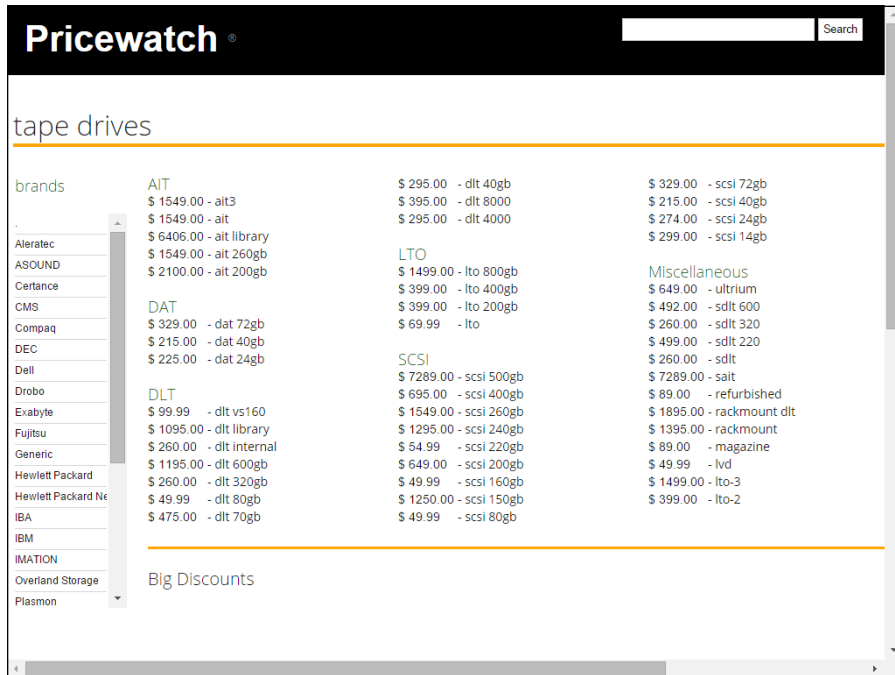 Pricewatch ®
Search
tape drives
brands
.
Aleratec
ASOUND
Certance
CMS
Compaq
DEC
Dell
Drobo
Exabyte
Fujitsu
Generic
Hewlett Packard
Hewlett Packard Ne
IBA
IBM
IMATION
Overland Storage
Plasmon
AIT
$ 1549.00 - ait3
$ 1549.00 - ait
$ 6406.00 - ait library
$ 1549.00 - ait 260gb
$ 2100.00 - ait 200gb
DAT
$ 329.00 - dat 72gb
$ 215.00 - dat 40gb
$ 225.00 - dat 24gb
DLT
$ 99.99 - dlt vs160
$ 1095.00 - dlt library
$ 260.00 - dlt internal
$ 1195.00 - dlt 600gb
$ 260.00 - dlt 320gb
$ 49.99 - dlt 80gb
$ 475.00 - dlt 70gb
$ 295.00 - dlt 40gb
$ 395.00 - dlt 8000
$ 295.00 - dlt 4000
LTO
$ 1499.00 - lto 800gb
$ 399.00 - lto 400gb
$ 399.00 - lto 200gb
$ 69.99 - lto
SCSI
$ 7289.00 - scsi 500gb
$ 695.00 - scsi 400gb
$ 1549.00 - scsi 260gb
$ 1295.00 - scsi 240gb
$ 54.99 - scsi 220gb
$ 649.00 - scsi 200gb
$ 49.99 - scsi 160gb
$ 1250.00 - scsi 150gb
$ 49.99 - scsi 80gb
$ 329.00 - scsi 72gb
$ 215.00 - scsi 40gb
$ 274.00 - scsi 24gb
$ 299.00 - scsi 14gb
Miscellaneous
$ 649.00 - ultrium
$ 492.00 - sdlt 600
$ 260.00 - sdlt 320
$ 499.00 - sdlt 220
$ 260.00 - sdlt
$ 7289.00 - sait
$ 89.00 - refurbished
$ 1895.00 - rackmount dlt
$ 1395.00 - rackmount
$ 89.00 - magazine
$ 49.99 - lvd
$ 1499.00 - lto-3
$ 399.00 - lto-2
Big Discounts